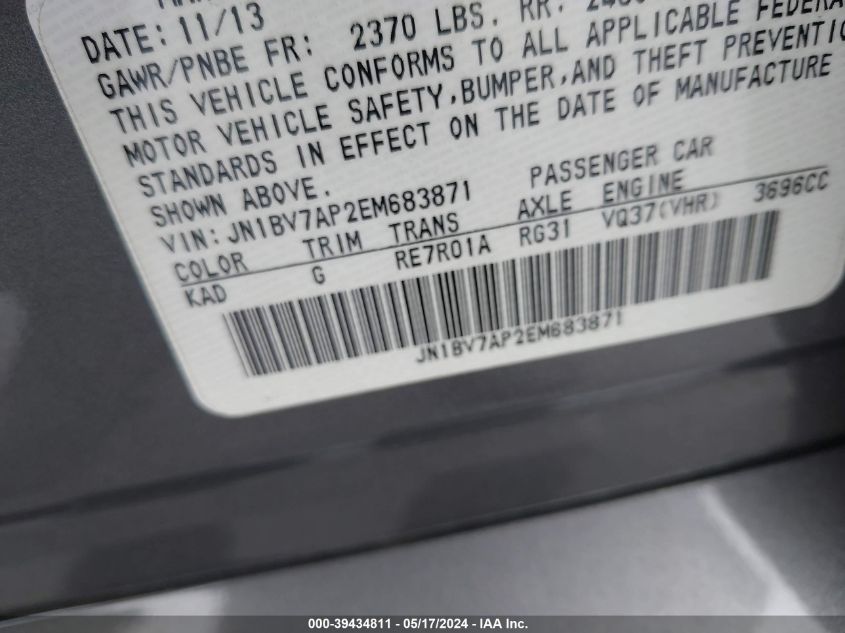 DATE: 11/13
GAWR/PNBE FR: 2370 LBS. RR:
THIS VEHICLE CONFORMS TO ALL APPLICABLE
MOTOR VEHICLE SAFETY, BUMPER, AND THEFT
STANDARDS IN EFFECT ON THE DATE OF MANUFACTURE
SHOWN ABOVE.
VIN: JN1BV7AP2EM683871 PASSENGER CAR
COLOR TRIM TRANS AXLE ENGINE
KAD G RE7R01A RG31 VQ37(VHR) 3696CC
JN1BV7AP2EM683871
000-39434811 - 05/17/2024 - IAA Inc.